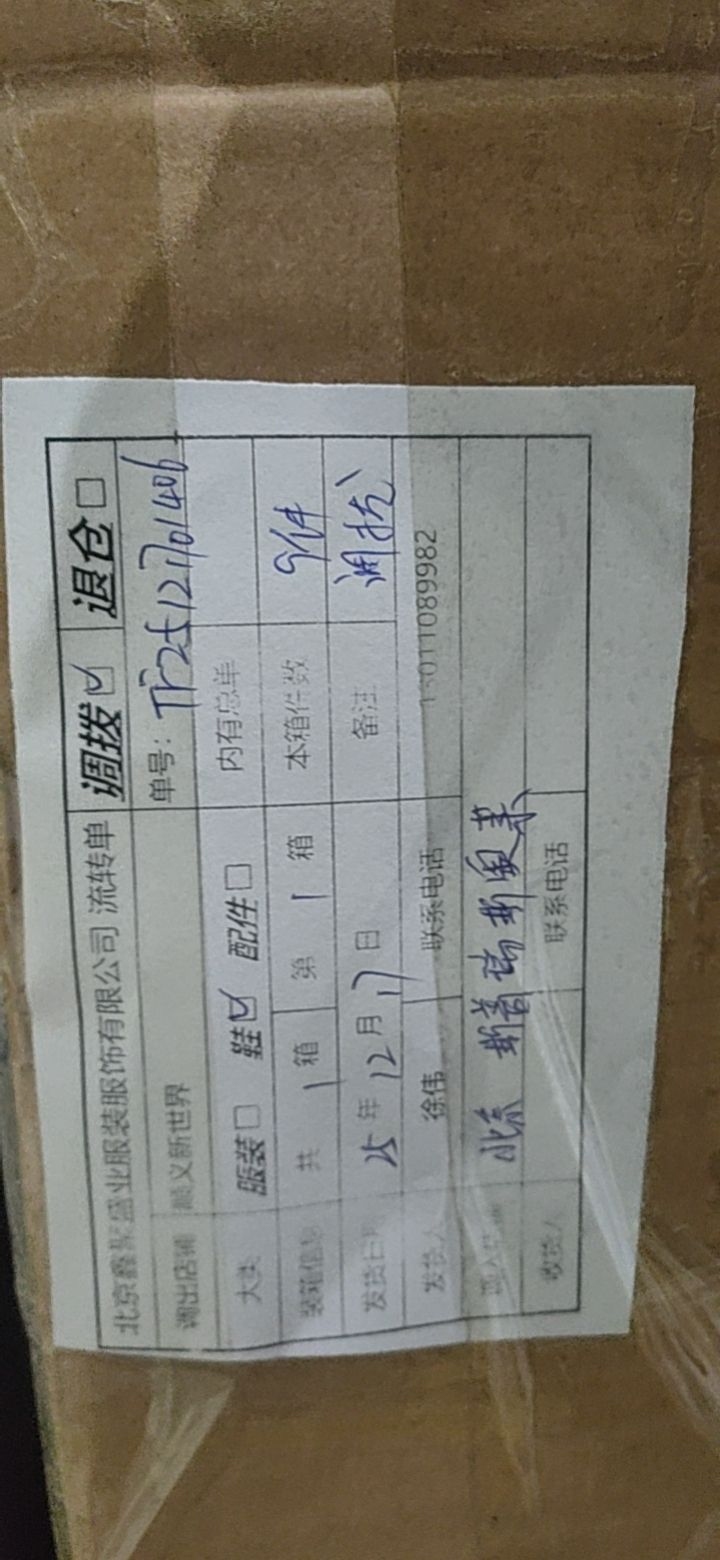 北京鑫聚盛业服装服饰有限公司 流转单 调拨☑ 退仓□
调出店铺 顺义新世界 单号：TF25121701406
大类 服装□ 鞋☑ 配件□ 内有总单
装箱信息 共 1 箱 第 1 箱 本箱件数 9件
发货日期 25 年 12 月 17 日 备注 调拨
发货人 徐伟 联系电话 13011089982
北京 斯普瑞斯奥莱
收货人 联系电话